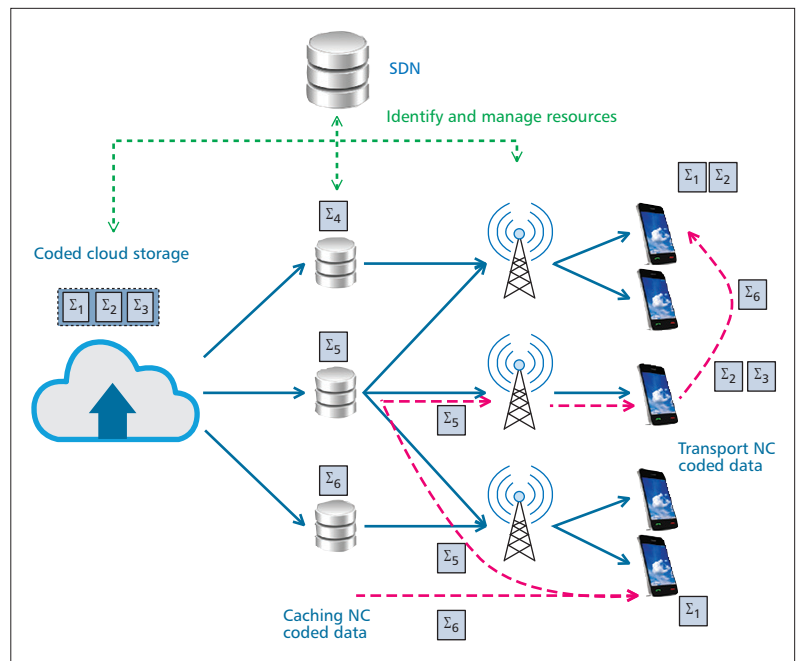 SDN
Identify and manage resources
Σ1 Σ2
Σ4
Coded cloud storage
Σ1 Σ2 Σ3
Σ6
Σ5
Σ2 Σ3
Σ5
Transport NC
coded data
Σ6
Σ5
Caching NC
coded data
Σ6
Σ1